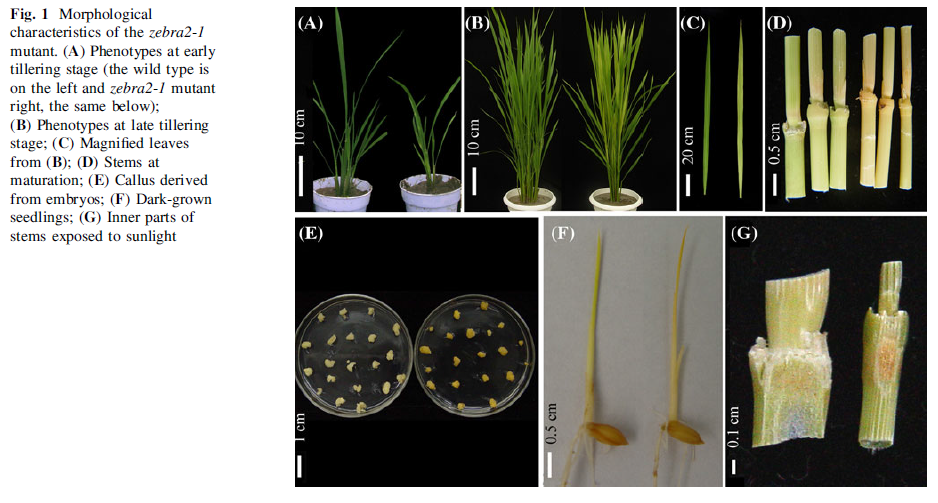 Fig. 1 Morphological
characteristics of the zebra2-1
mutant. (A) Phenotypes at early
tillering stage (the wild type is
on the left and zebra2-1 mutant
right, the same below);
(B) Phenotypes at late tillering
stage; (C) Magnified leaves
from (B); (D) Stems at
maturation; (E) Callus derived
from embryos; (F) Dark-grown
seedlings; (G) Inner parts of
stems exposed to sunlight
(A)
10 cm
(B)
10 cm
(C)
20 cm
(D)
0.5 cm
(E)
1 cm
(F)
0.5 cm
(G)
0.1 cm